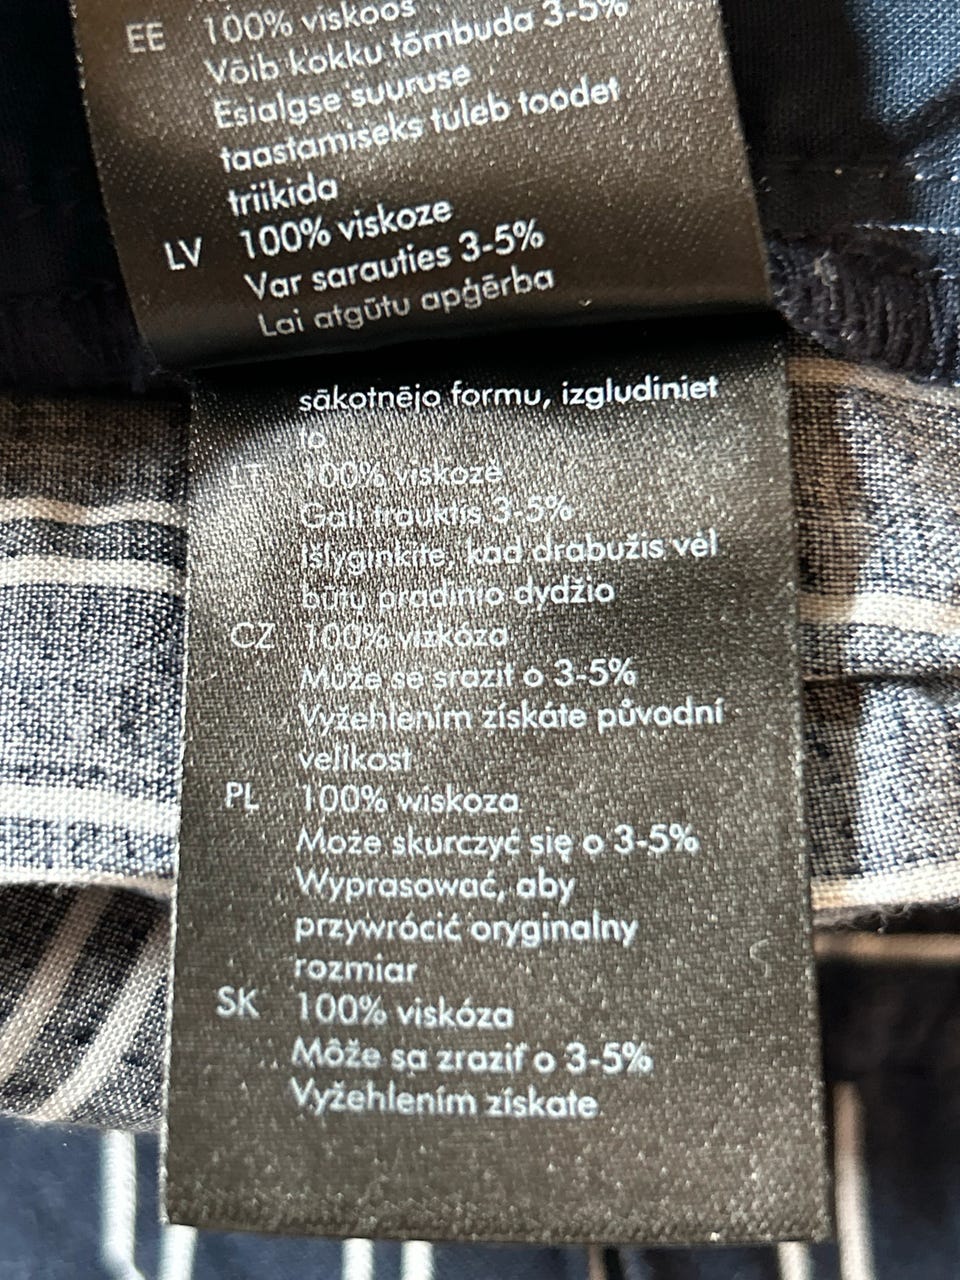 EE 100% viskoos
Võib kokku tõmbuda 3-5%
Esialgse suuruse
taastamiseks tuleb toodet
triikida
LV 100% viskoze
Var sarauties 3-5%
Lai atgūtu apģērba
sākotnējo formu, izgludiniet
to
LT 100% viskozė
Gali trauktis 3-5%
Išlyginkite, kad drabužis vėl
būtų pradinio dydžio
CZ 100% vizkóza
Může se srazit o 3-5%
Vyžehlením získáte původní
velikost
PL 100% wiskoza
Może skurczyć się o 3-5%
Wyprasować, aby
przywrócić oryginalny
rozmiar
SK 100% viskóza
Môže sa zraziť o 3-5%
Vyžehlením získate